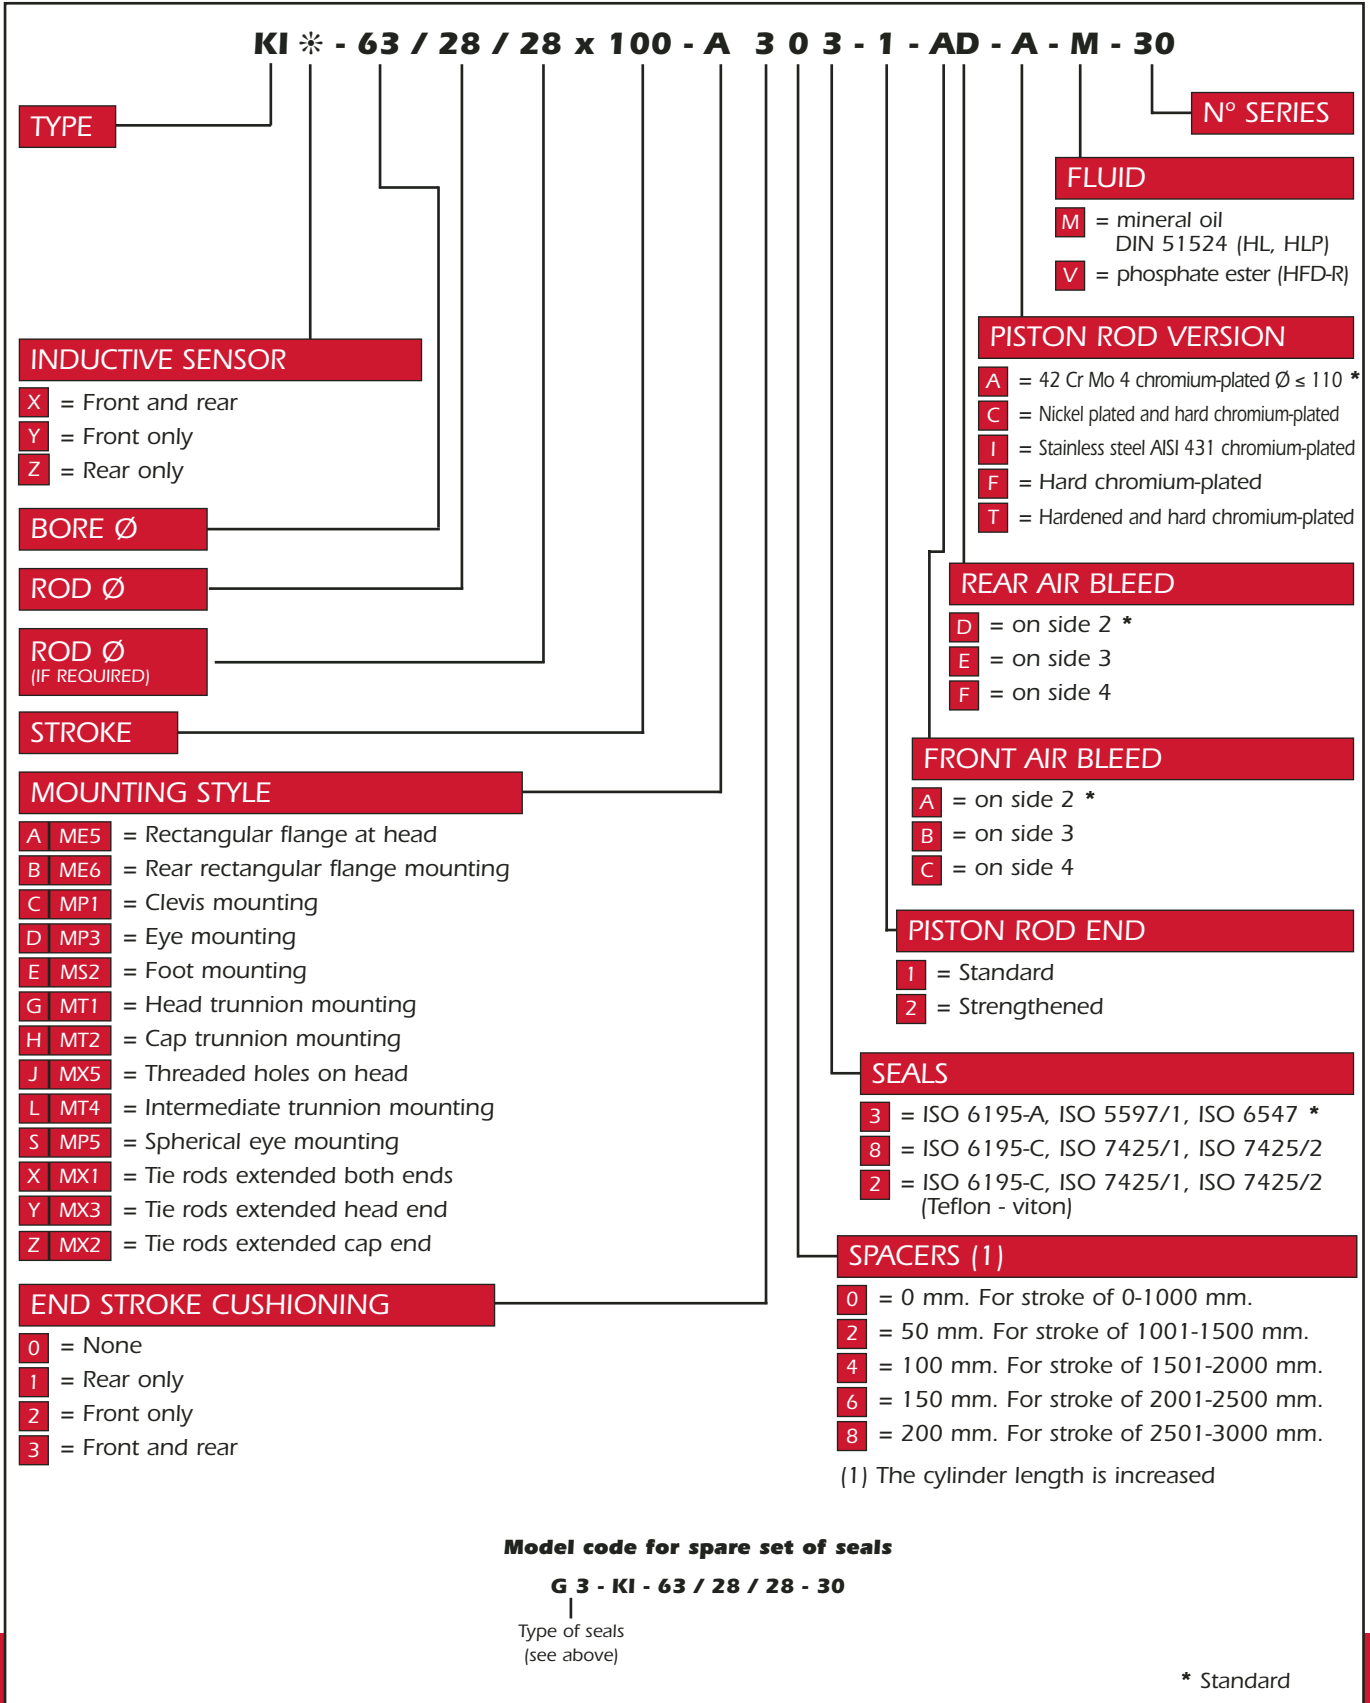 KI ❊ - 63 / 28 / 28 x 100 - A 3 0 3 - 1 - AD - A - M - 30
TYPE
INDUCTIVE SENSOR
X = Front and rear
Y = Front only
Z = Rear only
BORE Ø
ROD Ø
ROD Ø
(IF REQUIRED)
STROKE
MOUNTING STYLE
A ME5 = Rectangular flange at head
B ME6 = Rear rectangular flange mounting
C MP1 = Clevis mounting
D MP3 = Eye mounting
E MS2 = Foot mounting
G MT1 = Head trunnion mounting
H MT2 = Cap trunnion mounting
J MX5 = Threaded holes on head
L MT4 = Intermediate trunnion mounting
S MP5 = Spherical eye mounting
X MX1 = Tie rods extended both ends
Y MX3 = Tie rods extended head end
Z MX2 = Tie rods extended cap end
END STROKE CUSHIONING
0 = None
1 = Rear only
2 = Front only
3 = Front and rear
N° SERIES
FLUID
M = mineral oil
DIN 51524 (HL, HLP)
V = phosphate ester (HFD-R)
PISTON ROD VERSION
A = 42 Cr Mo 4 chromium-plated Ø ≤ 110 *
C = Nickel plated and hard chromium-plated
I = Stainless steel AISI 431 chromium-plated
F = Hard chromium-plated
T = Hardened and hard chromium-plated
REAR AIR BLEED
D = on side 2 *
E = on side 3
F = on side 4
FRONT AIR BLEED
A = on side 2 *
B = on side 3
C = on side 4
PISTON ROD END
1 = Standard
2 = Strengthened
SEALS
3 = ISO 6195-A, ISO 5597/1, ISO 6547 *
8 = ISO 6195-C, ISO 7425/1, ISO 7425/2
2 = ISO 6195-C, ISO 7425/1, ISO 7425/2
(Teflon - viton)
SPACERS (1)
0 = 0 mm. For stroke of 0-1000 mm.
2 = 50 mm. For stroke of 1001-1500 mm.
4 = 100 mm. For stroke of 1501-2000 mm.
6 = 150 mm. For stroke of 2001-2500 mm.
8 = 200 mm. For stroke of 2501-3000 mm.
(1) The cylinder length is increased
Model code for spare set of seals
G 3 - KI - 63 / 28 / 28 - 30
Type of seals
(see above)
* Standard